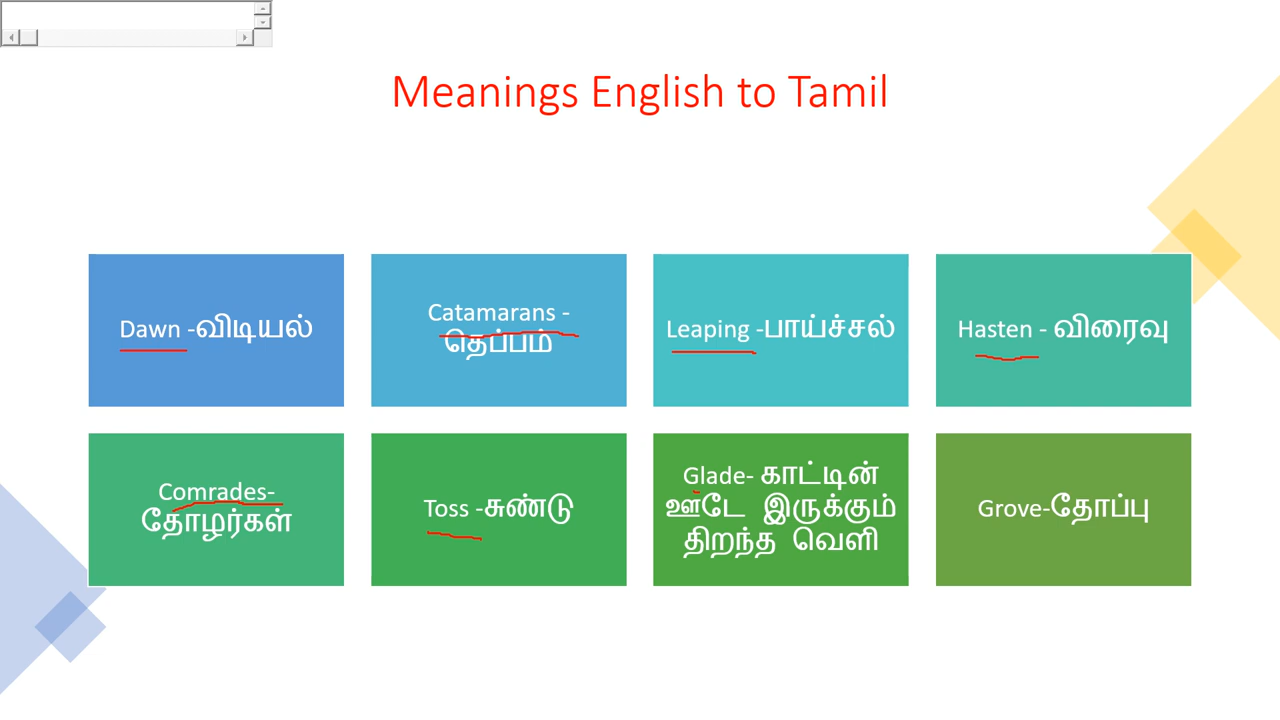 Meanings English to Tamil
Dawn -விடியல்
Catamarans -
தெப்பம்
Leaping -பாய்ச்சல்
Hasten - விரைவு
Comrades-
தோழர்கள்
Toss -சுண்டு
Glade- காட்டின்
ஊடே இருக்கும்
திறந்த வெளி
Grove-தோப்பு